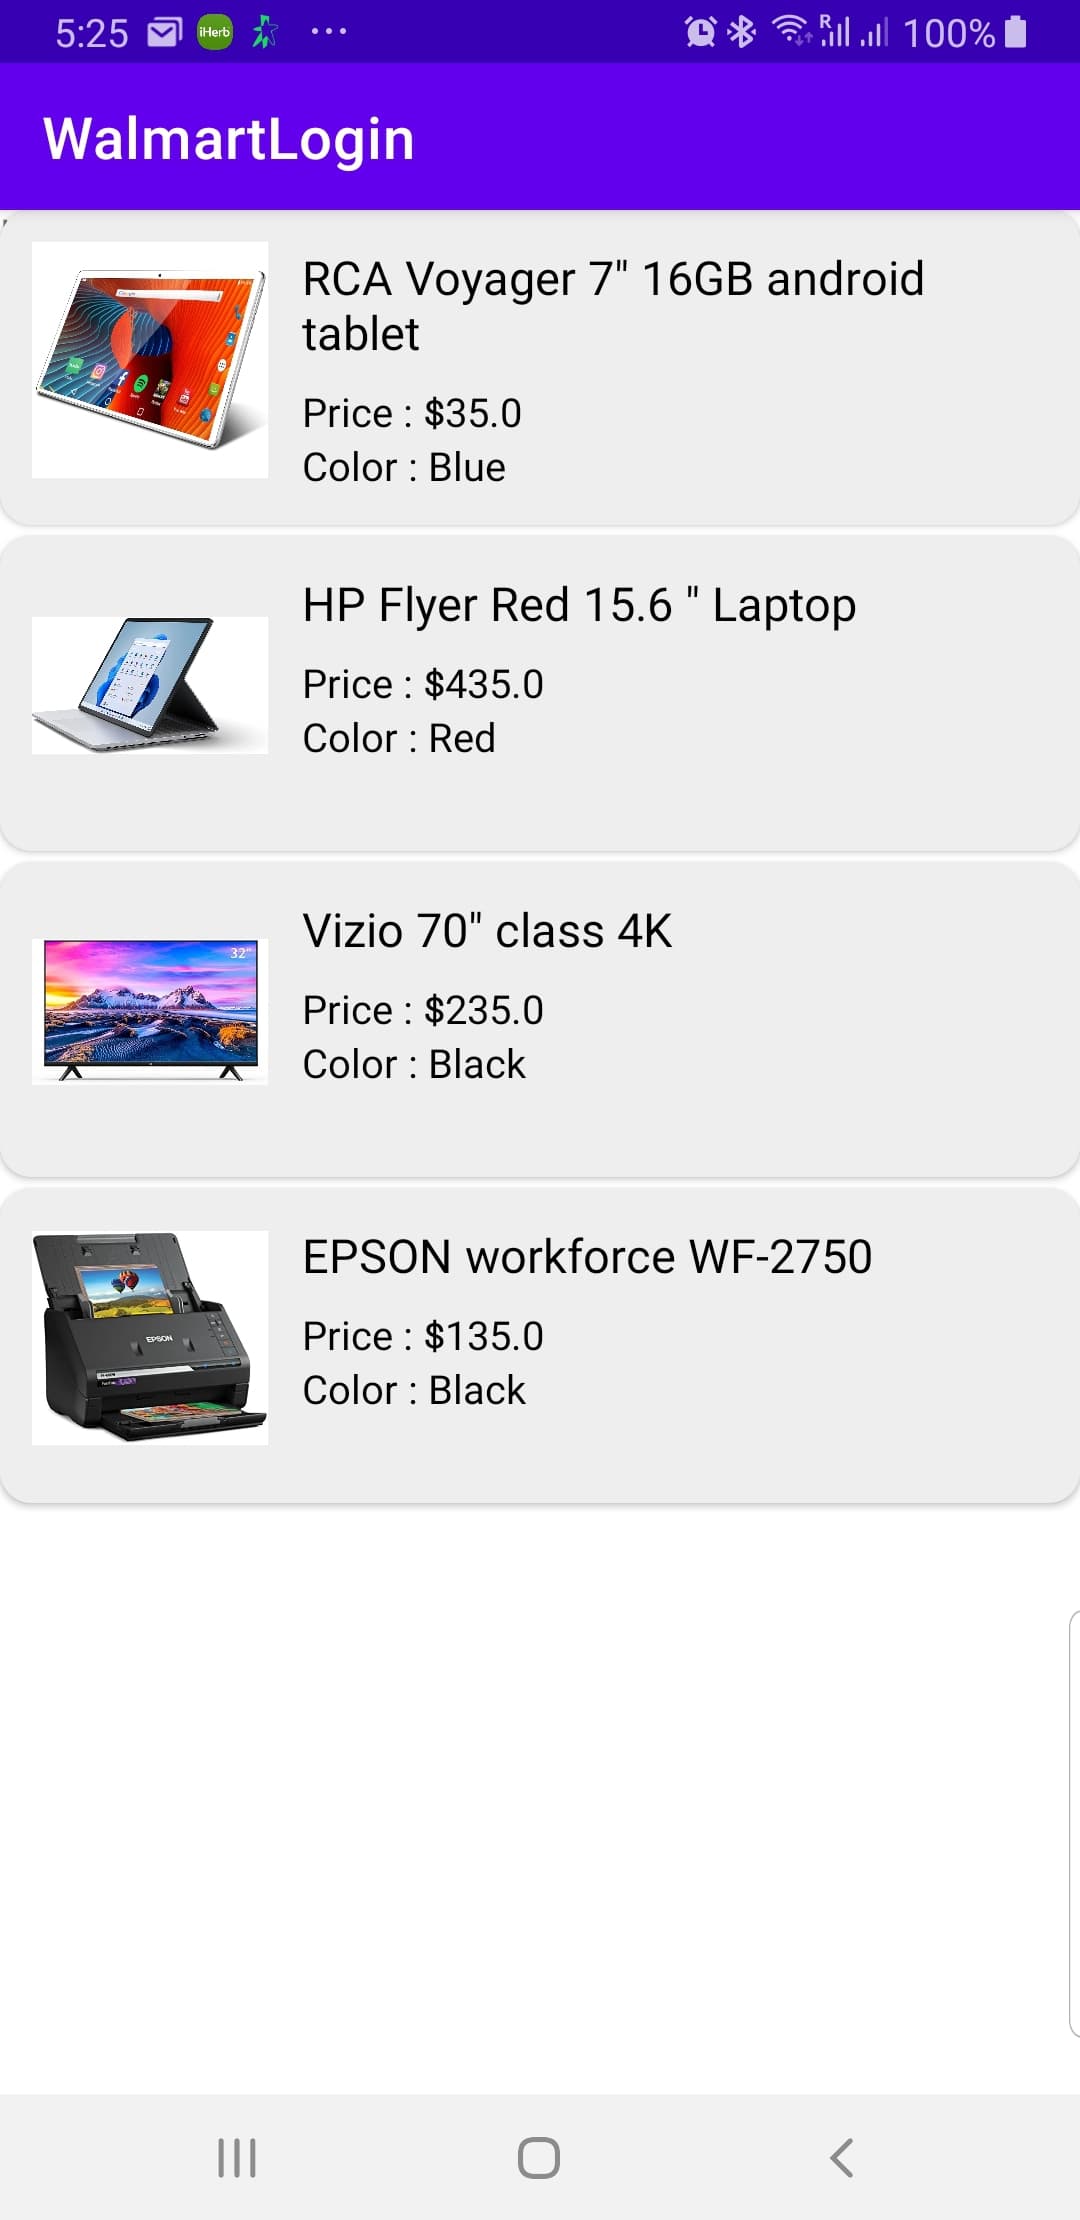 5:25 iHerb 100%
WalmartLogin
RCA Voyager 7" 16GB android
tablet
Price : $35.0
Color : Blue
HP Flyer Red 15.6 " Laptop
Price : $435.0
Color : Red
32"
Vizio 70" class 4K
Price : $235.0
Color : Black
EPSON
EPSON workforce WF-2750
Price : $135.0
Color : Black